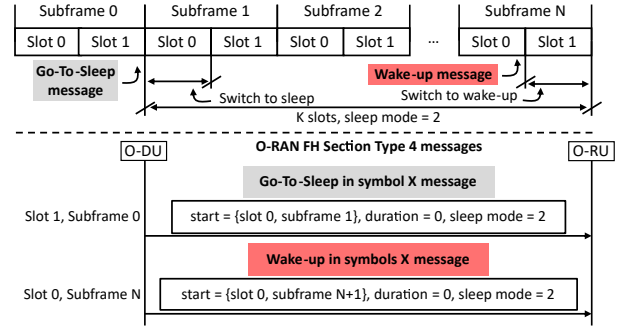 Subframe 0 Subframe 1 Subframe 2 Subframe N
Slot 0 Slot 1 Slot 0 Slot 1 Slot 0 Slot 1 ... Slot 0 Slot 1
Go-To-Sleep
message
Wake-up message
Switch to sleep
Switch to wake-up
K slots, sleep mode = 2
O-RAN FH Section Type 4 messages
O-DU
O-RU
Go-To-Sleep in symbol X message
Slot 1, Subframe 0
start = {slot 0, subframe 1}, duration = 0, sleep mode = 2
Wake-up in symbols X message
Slot 0, Subframe N
start = {slot 0, subframe N+1}, duration = 0, sleep mode = 2